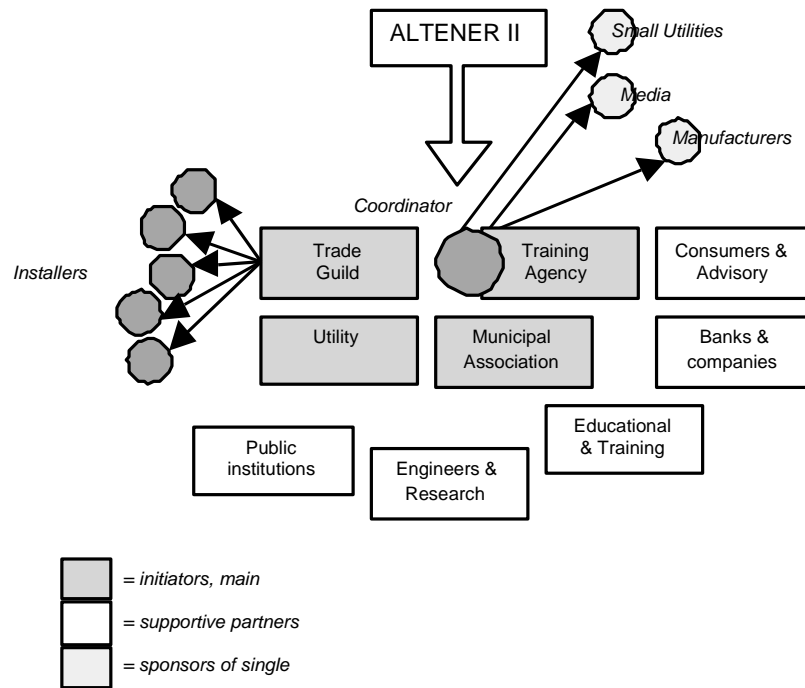 ALTENER II
Small Utilities
Media
Manufacturers
Coordinator
Installers
Trade
Guild
Training
Agency
Consumers &
Advisory
Utility
Municipal
Association
Banks &
companies
Public
institutions
Engineers &
Research
Educational
& Training
= initiators, main
= supportive partners
= sponsors of single